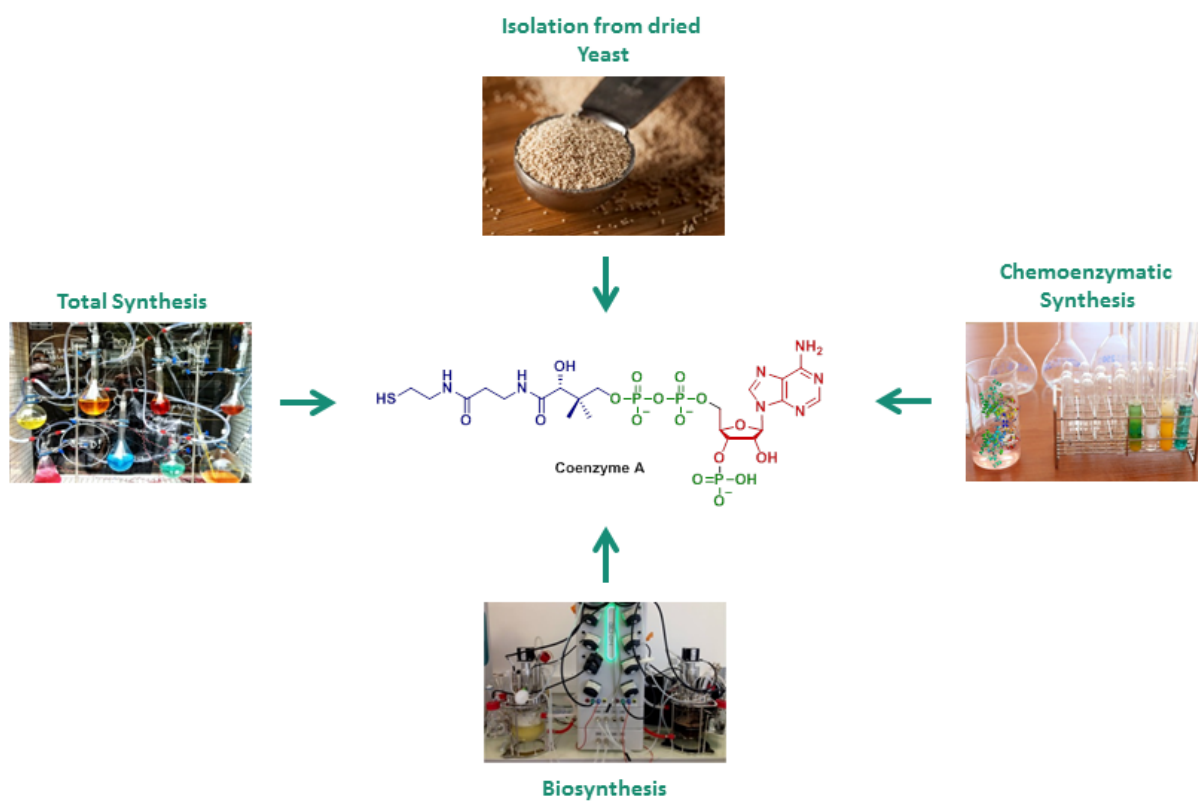 Isolation from dried
Yeast
Total Synthesis
Chemoenzymatic
Synthesis
NH₂
N
N
N
N
OH
H
N
H
N
O
O
HS
O
O
O
P
O
P
O
O⁻
O⁻
O
O
OH
O
O=P-OH
O⁻
Coenzyme A
Biosynthesis